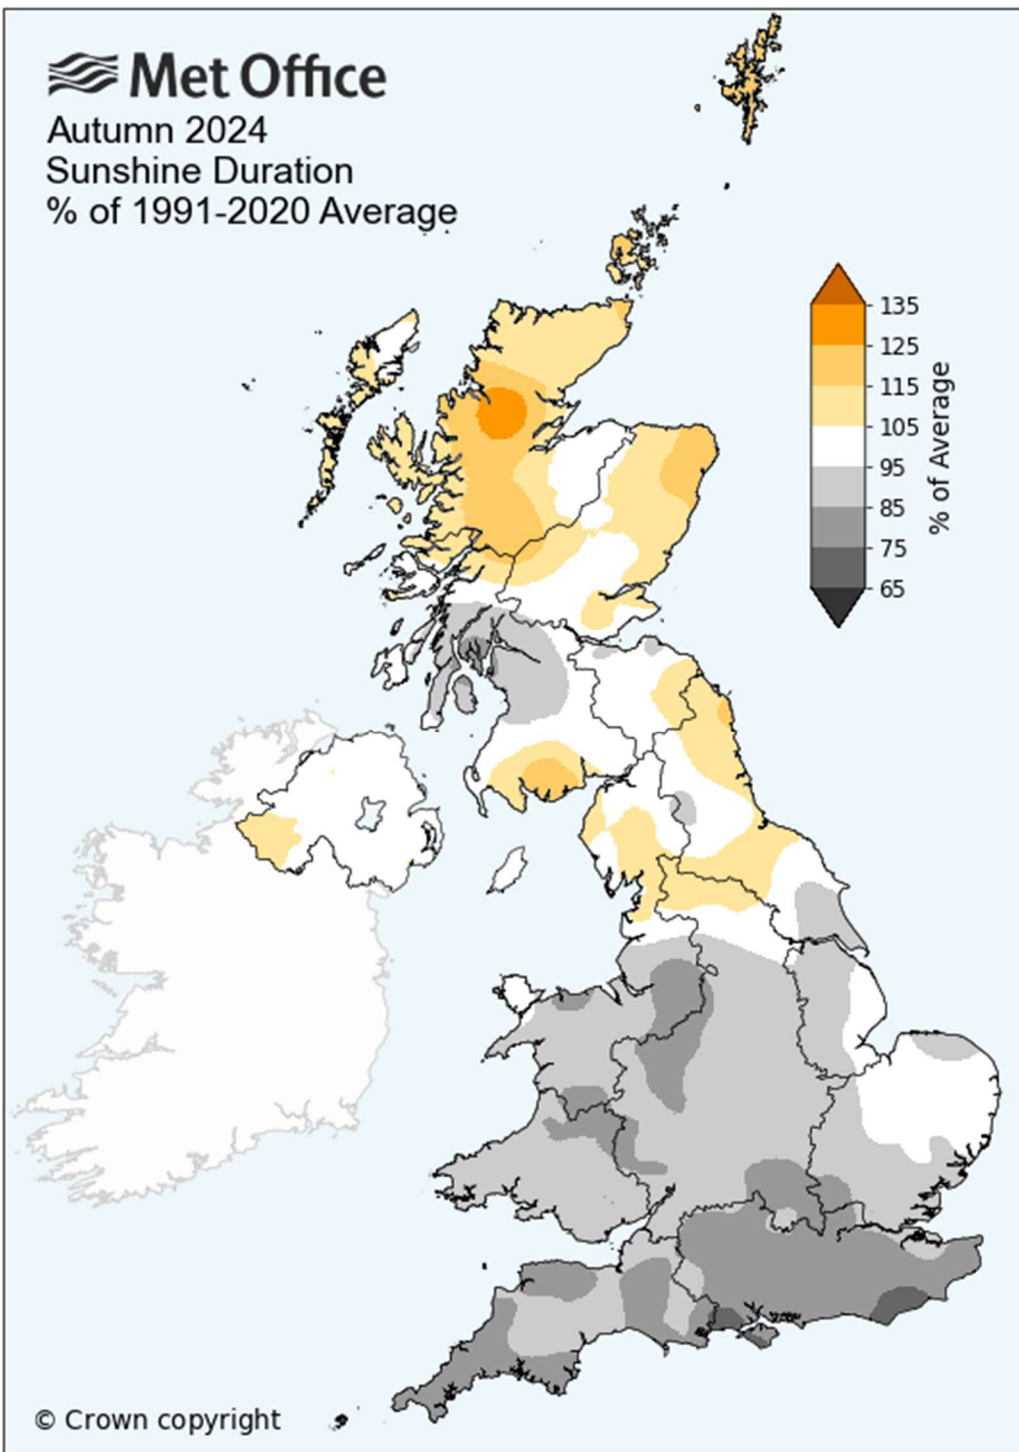 Met Office
Autumn 2024
Sunshine Duration
% of 1991-2020 Average
135
125
115
105
95
85
75
65
% of Average
© Crown copyright